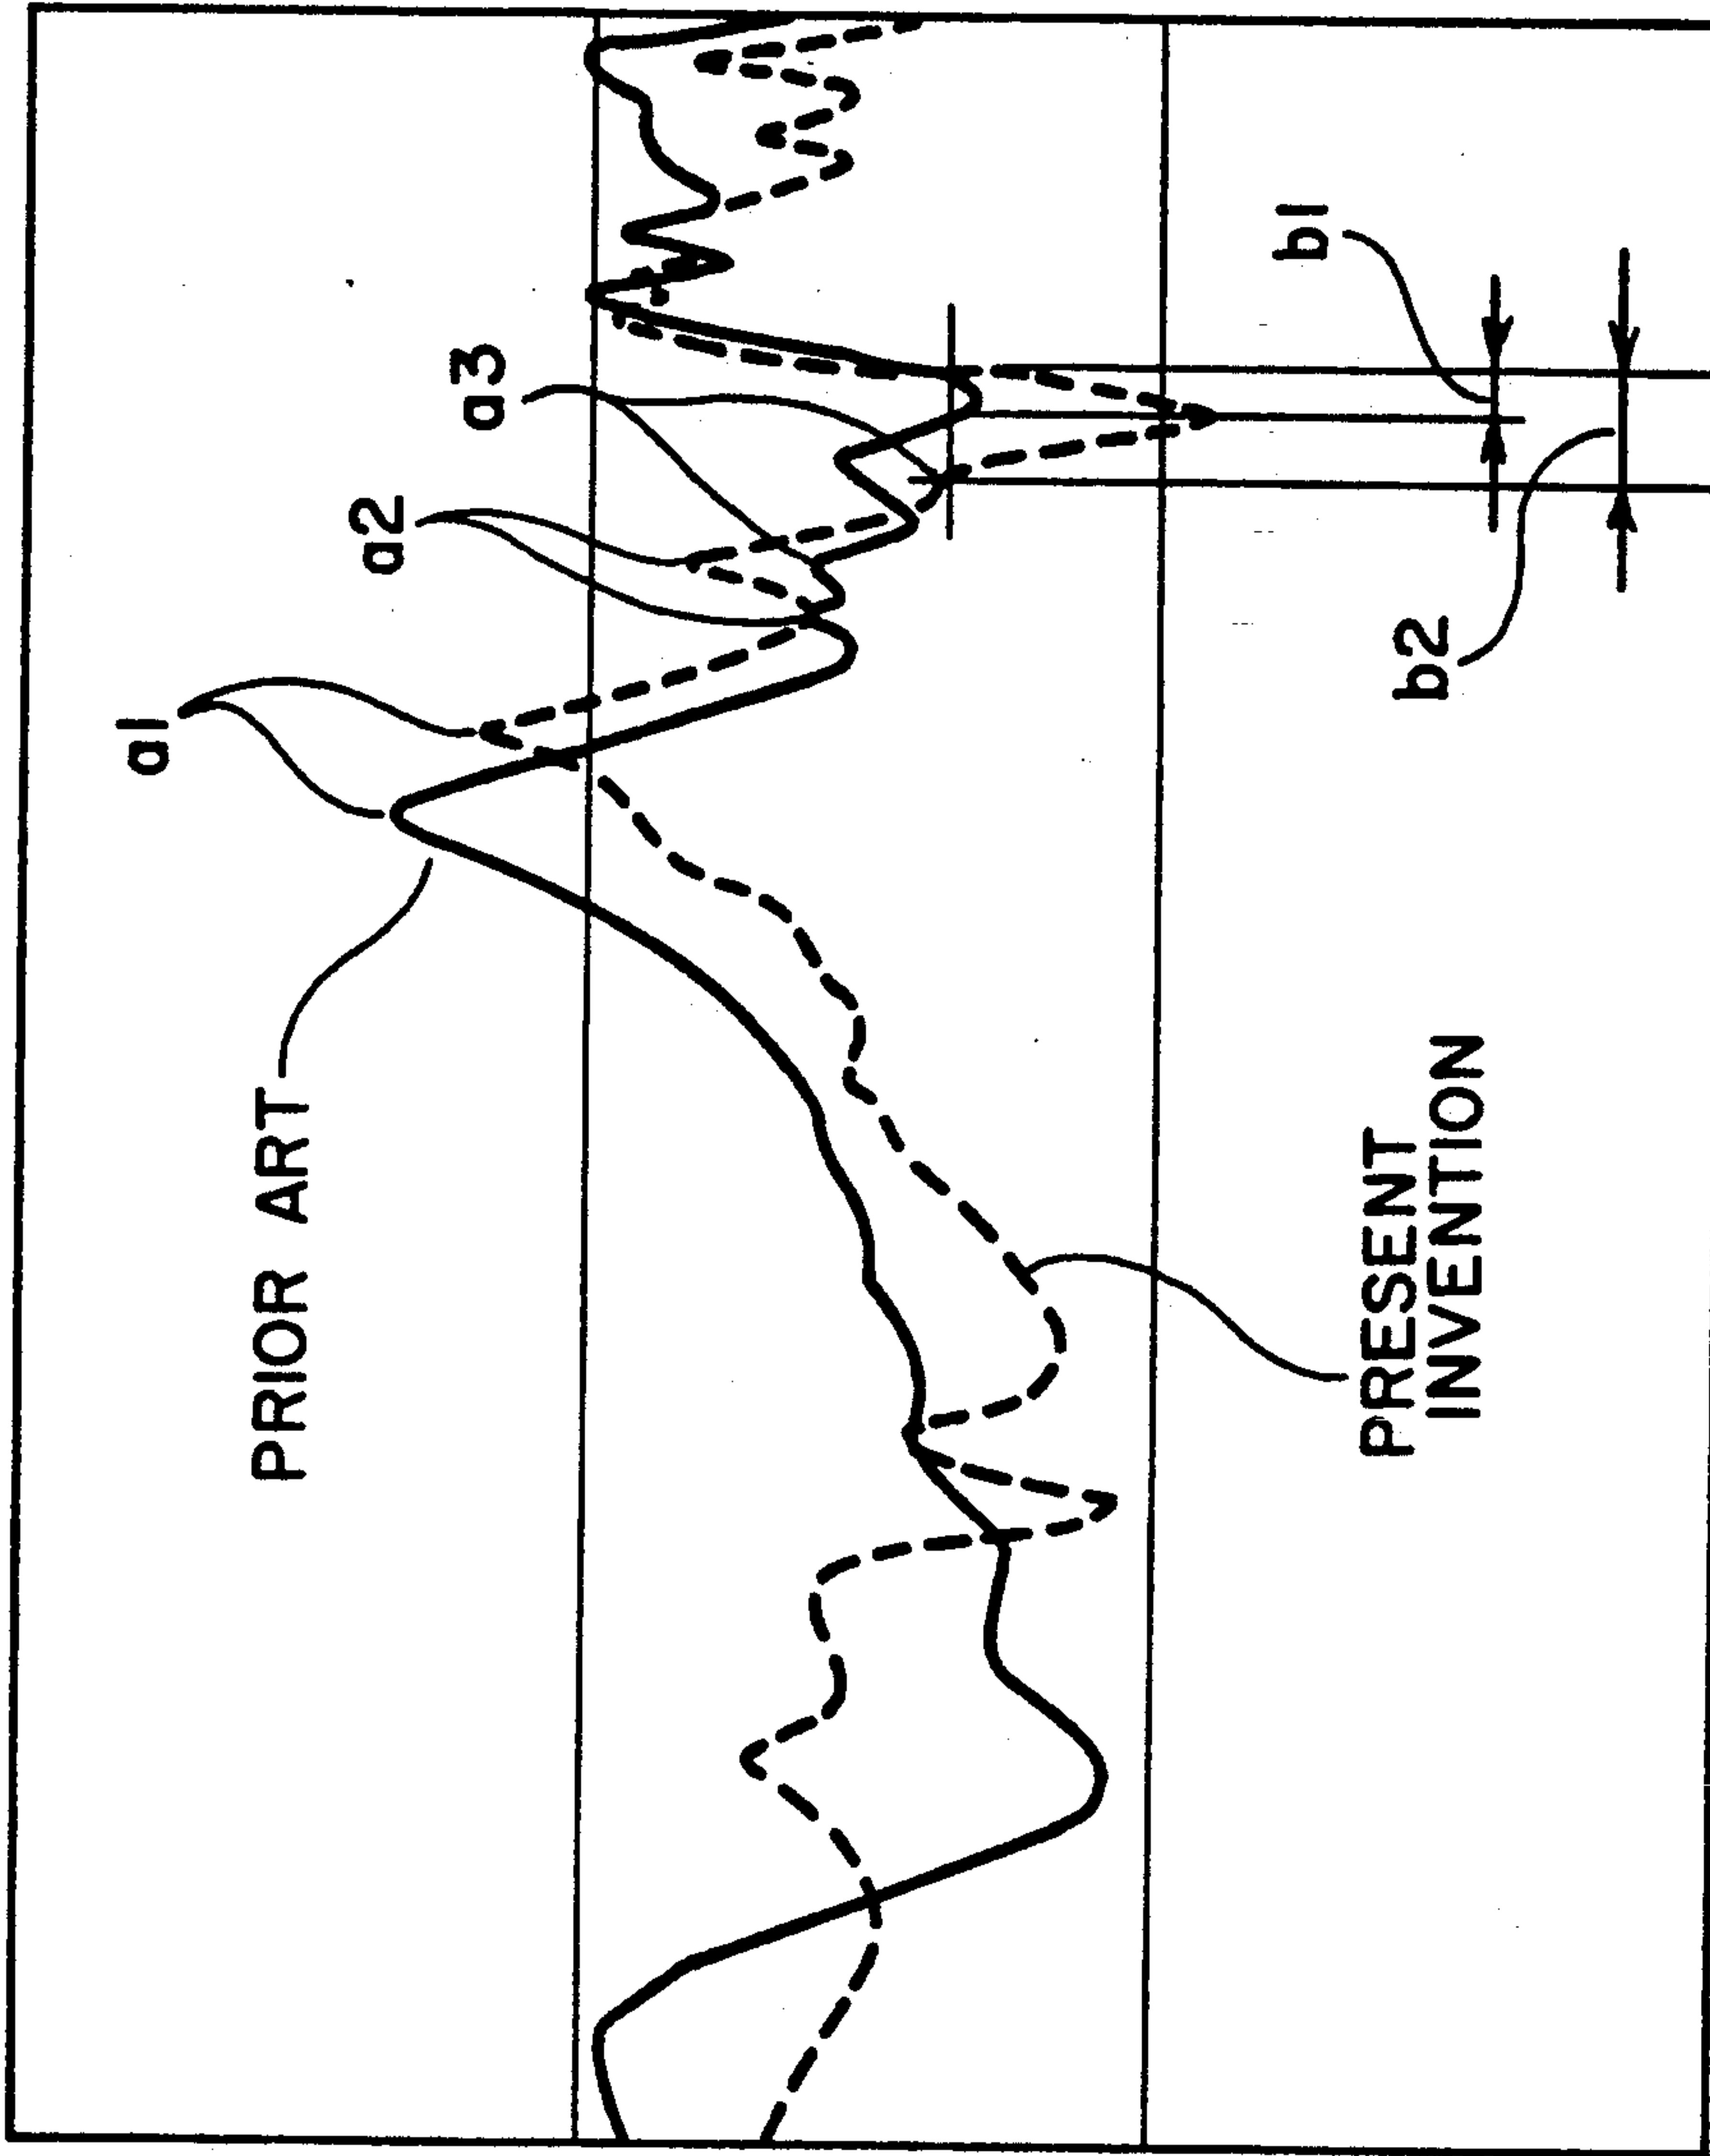 PRIOR ART
a1
a2
a3
b1
b2
PRESENT
INVENTION